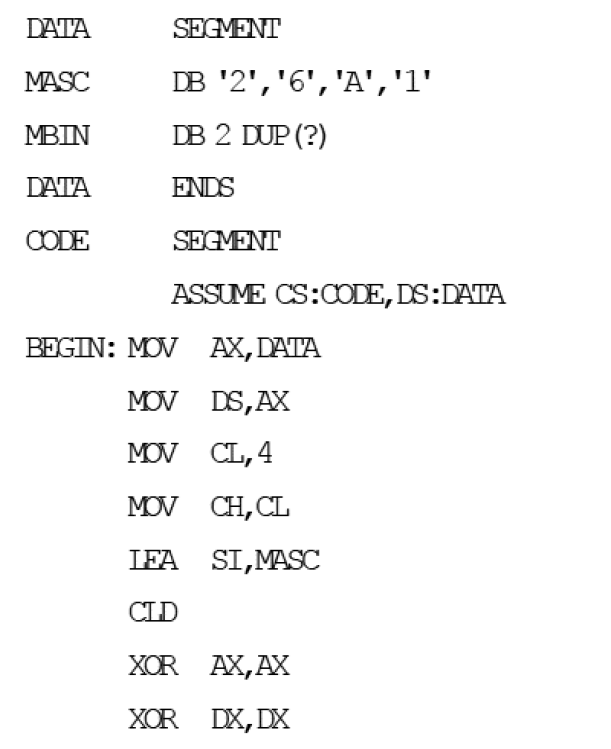 DATA SEGMENT
MASC DB '2','6','A','1'
MBIN DB 2 DUP(?)
DATA ENDS
CODE SEGMENT
ASSUME CS:CODE,DS:DATA
BEGIN: MOV AX,DATA
MOV DS,AX
MOV CL,4
MOV CH,CL
LEA SI,MASC
CLD
XOR AX,AX
XOR DX,DX